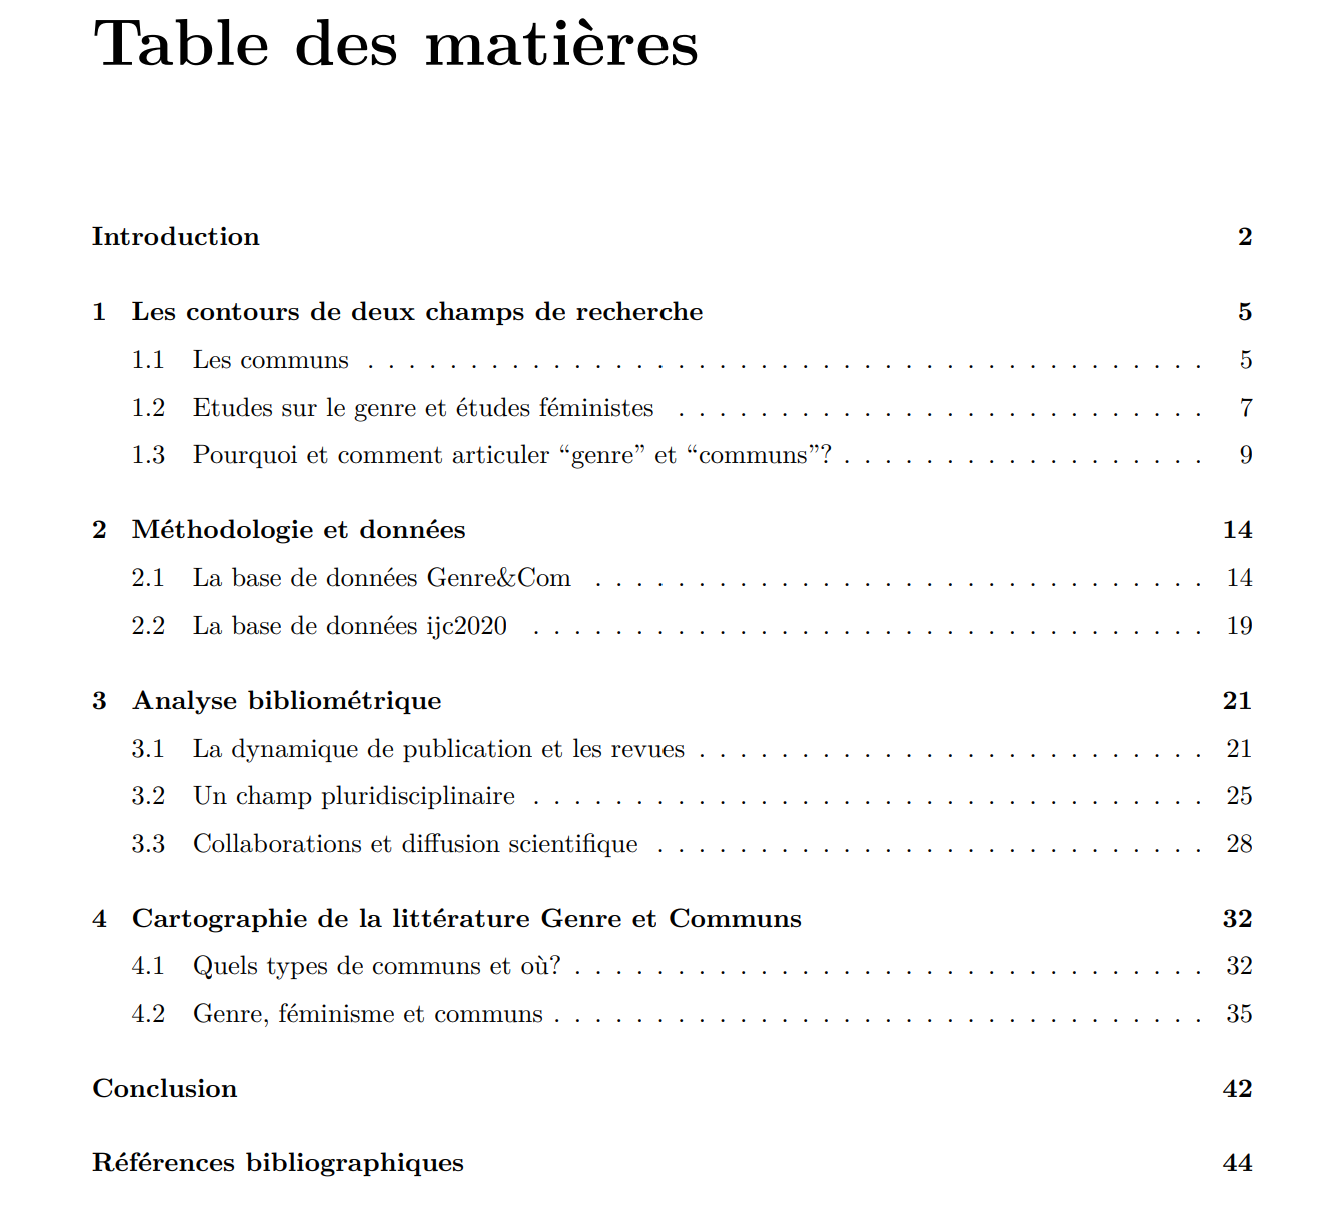 Table des matières
Introduction 2
1 Les contours de deux champs de recherche 5
1.1 Les communs . . . . . . . . . . . . . . . . . . . . . . . . . . . . . . . . . . . . . . . . . 5
1.2 Etudes sur le genre et études féministes . . . . . . . . . . . . . . . . . . . . . . . . . . 7
1.3 Pourquoi et comment articuler “genre” et “communs”? . . . . . . . . . . . . . . . . . . 9
2 Méthodologie et données 14
2.1 La base de données Genre&Com . . . . . . . . . . . . . . . . . . . . . . . . . . . . . . 14
2.2 La base de données ijc2020 . . . . . . . . . . . . . . . . . . . . . . . . . . . . . . . . . 19
3 Analyse bibliométrique 21
3.1 La dynamique de publication et les revues . . . . . . . . . . . . . . . . . . . . . . . . . 21
3.2 Un champ pluridisciplinaire . . . . . . . . . . . . . . . . . . . . . . . . . . . . . . . . . 25
3.3 Collaborations et diffusion scientifique . . . . . . . . . . . . . . . . . . . . . . . . . . . 28
4 Cartographie de la littérature Genre et Communs 32
4.1 Quels types de communs et où? . . . . . . . . . . . . . . . . . . . . . . . . . . . . . . . 32
4.2 Genre, féminisme et communs . . . . . . . . . . . . . . . . . . . . . . . . . . . . . . . . 35
Conclusion 42
Références bibliographiques 44